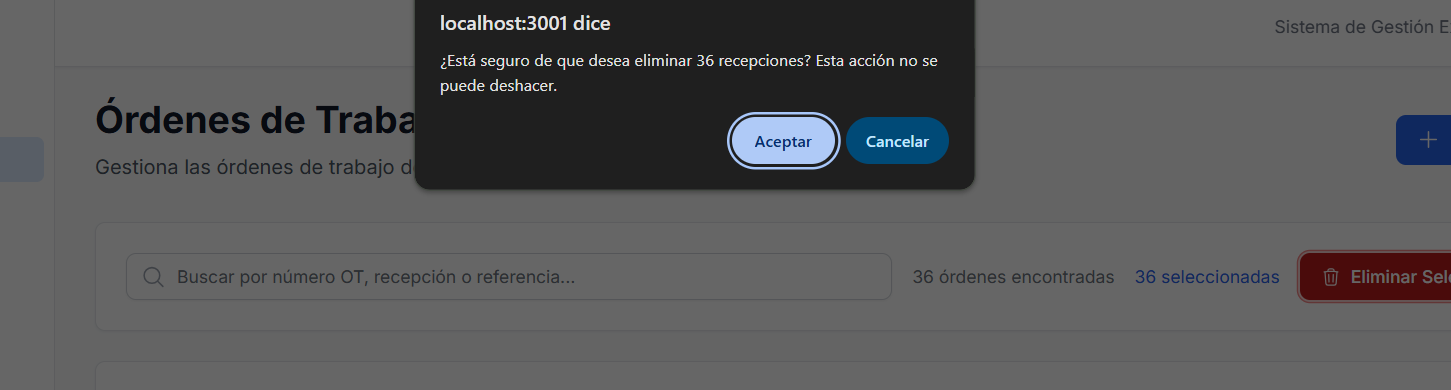 localhost:3001 dice
¿Está seguro de que desea eliminar 36 recepciones? Esta acción no se
puede deshacer.
Aceptar
Cancelar
Sistema de Gestión
Órdenes de
Gestiona las órdenes de trabajo
Buscar por número OT, recepción o referencia...
36 órdenes encontradas
36 seleccionadas
Eliminar